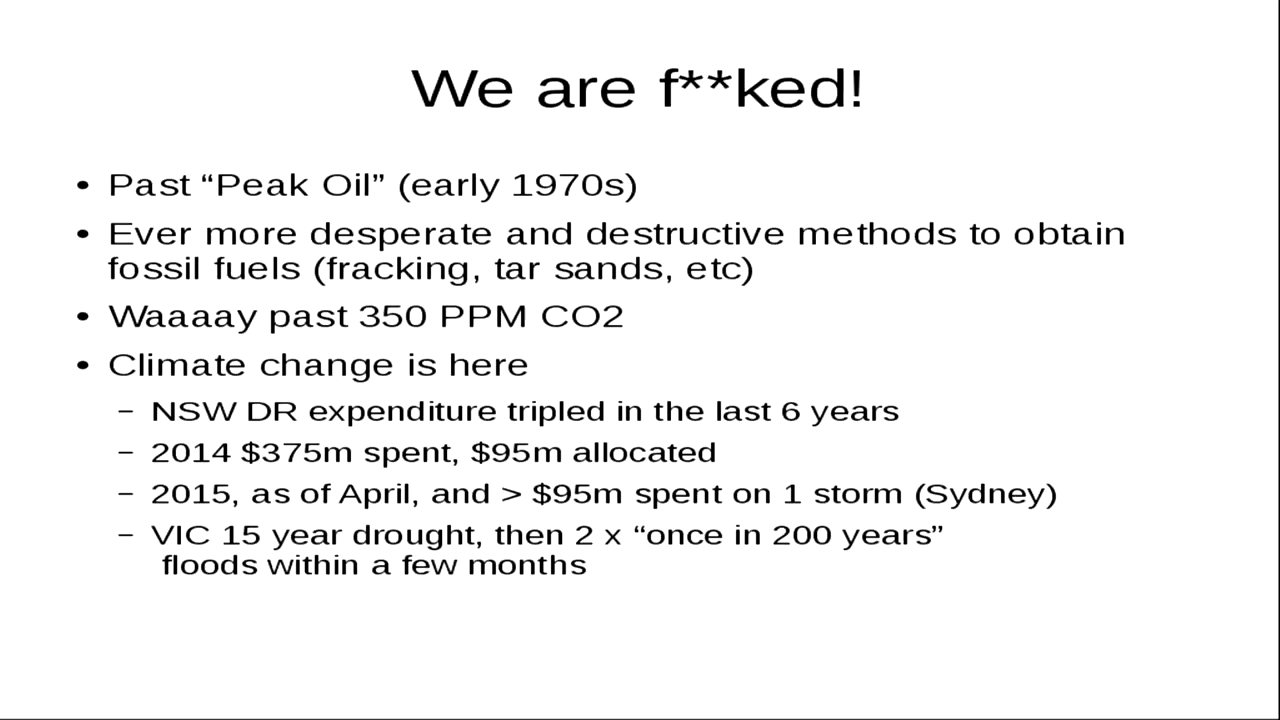 We are f**ked!
• Past “Peak Oil” (early 1970s)
• Ever more desperate and destructive methods to obtain
fossil fuels (fracking, tar sands, etc)
• Waaaay past 350 PPM CO2
• Climate change is here
– NSW DR expenditure tripled in the last 6 years
– 2014 $375m spent, $95m allocated
– 2015, as of April, and > $95m spent on 1 storm (Sydney)
– VIC 15 year drought, then 2 x “once in 200 years”
floods within a few months